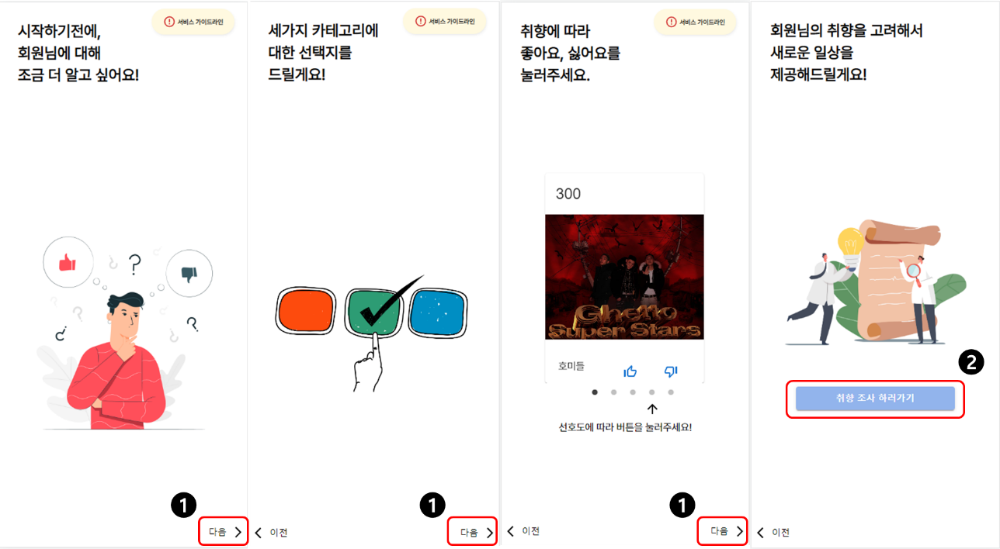 서비스 가이드라인
시작하기전에,
회원님에 대해
조금 더 알고 싶어요!
1
다음
서비스 가이드라인
세가지 카테고리에
대한 선택지를
드릴게요!
1
이전
다음
서비스 가이드라인
취향에 따라
좋아요, 싫어요를
눌러주세요.
300
Ghetto
Super Stars
호미들
선호도에 따라 버튼을 눌러주세요!
1
이전
다음
회원님의 취향을 고려해서
새로운 일상을
제공해드릴게요!
2
취향 조사 하러가기
이전